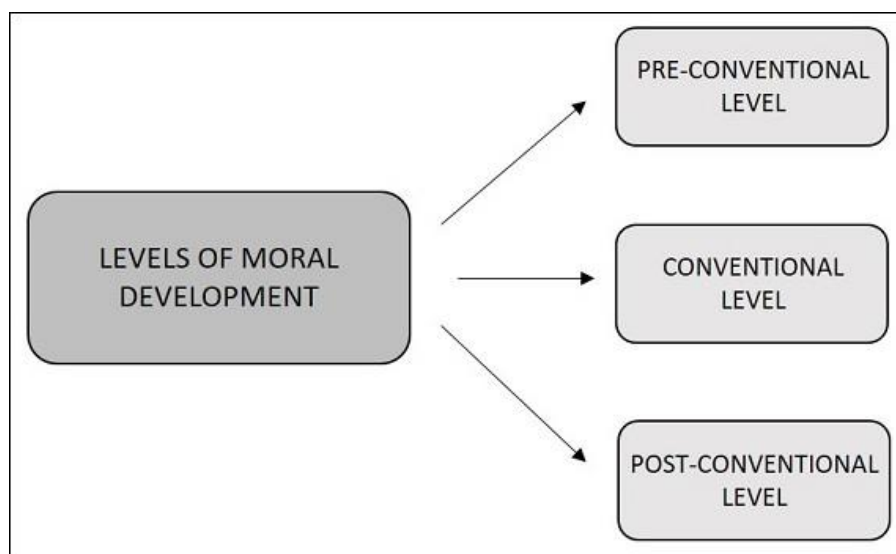 PRE-CONVENTIONAL
LEVEL
LEVELS OF MORAL
DEVELOPMENT
CONVENTIONAL
LEVEL
POST-CONVENTIONAL
LEVEL